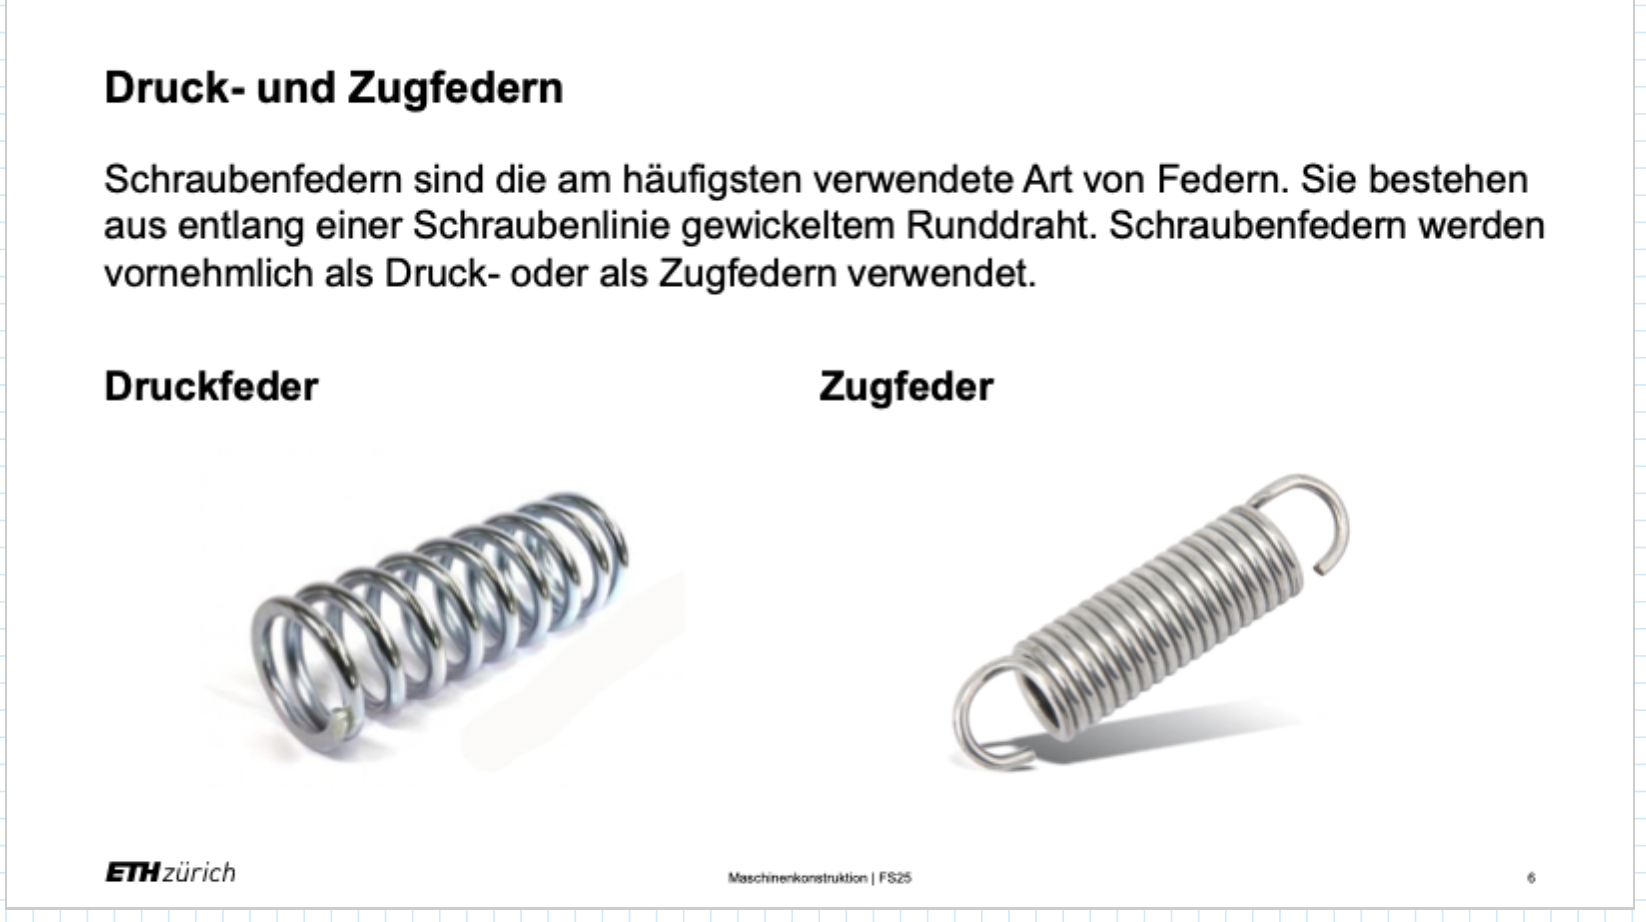 Druck- und Zugfedern
Schraubenfedern sind die am häufigsten verwendete Art von Federn. Sie bestehen
aus entlang einer Schraubenlinie gewickeltem Runddraht. Schraubenfedern werden
vornehmlich als Druck- oder als Zugfedern verwendet.
Druckfeder
Zugfeder
ETH zürich
Maschinenkonstruktion | FS25
6